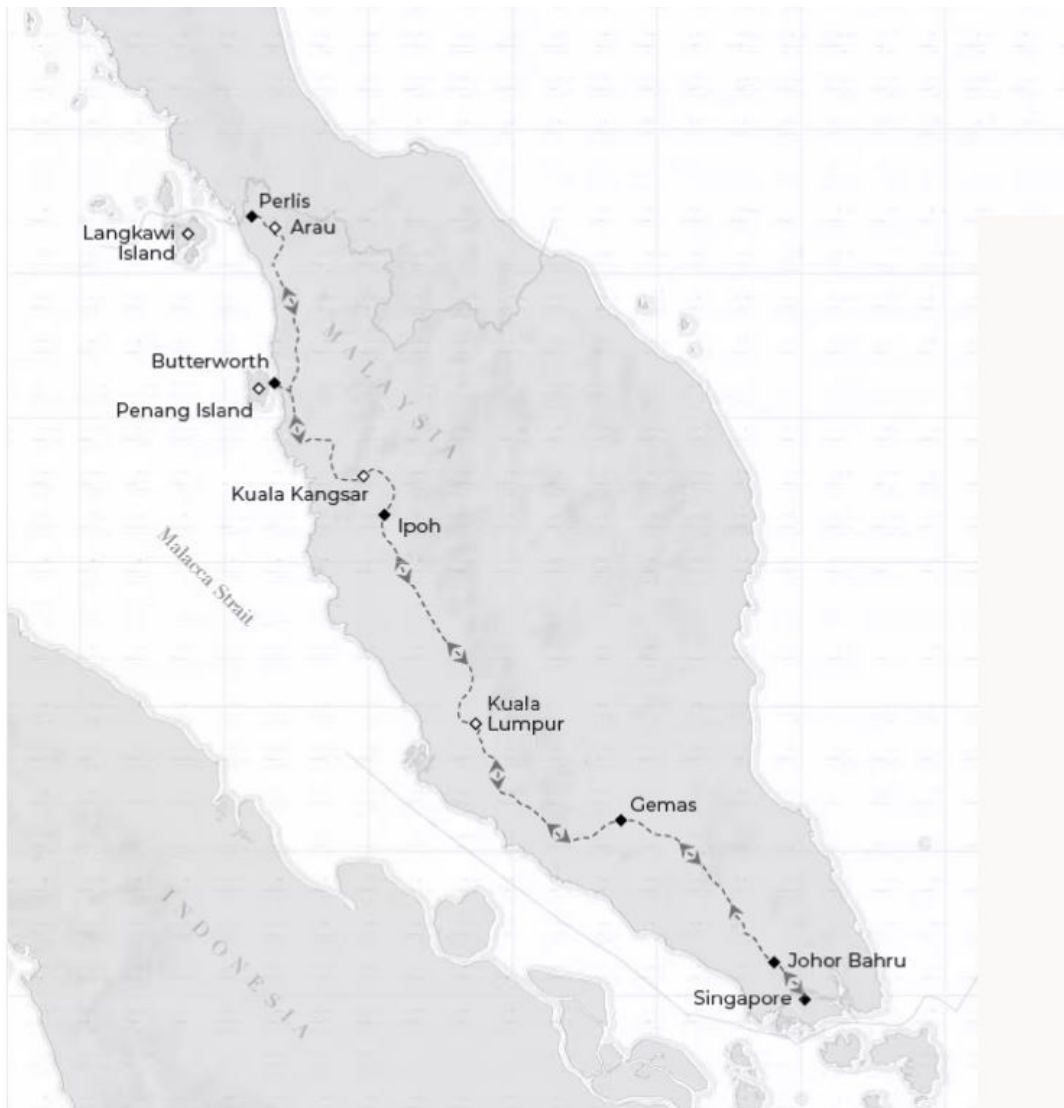 Perlis
Arau
Langkawi
Island
MALAYSIA
Butterworth
Penang Island
Kuala Kangsar
Ipoh
Malacca Strait
Kuala
Lumpur
Gemas
INDONESIA
Johor Bahru
Singapore